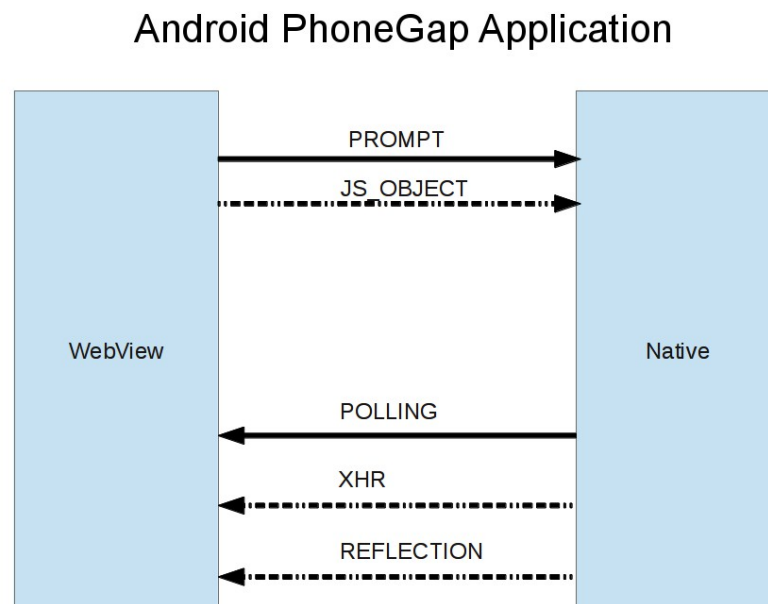 Android PhoneGap Application
PROMPT
JS_OBJECT
WebView
Native
POLLING
XHR
REFLECTION